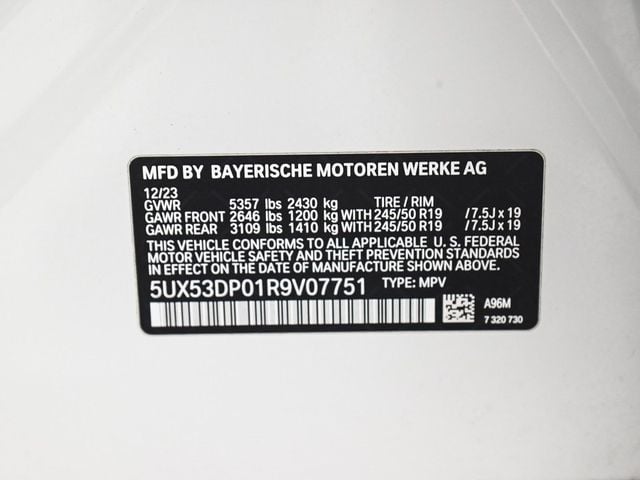 MFD BY BAYERISCHE MOTOREN WERKE AG
12/23
GVWR 5357 lbs 2430 kg TIRE / RIM
GAWR FRONT 2646 lbs 1200 kg WITH 245/50 R19 /7.5J x 19
GAWR REAR 3109 lbs 1410 kg WITH 245/50 R19 /7.5J x 19
THIS VEHICLE CONFORMS TO ALL APPLICABLE U. S. FEDERAL
MOTOR VEHICLE SAFETY AND THEFT PREVENTION STANDARDS
IN EFFECT ON THE DATE OF MANUFACTURE SHOWN ABOVE.
5UX53DP01R9V07751 TYPE: MPV
A96M
7 320 730